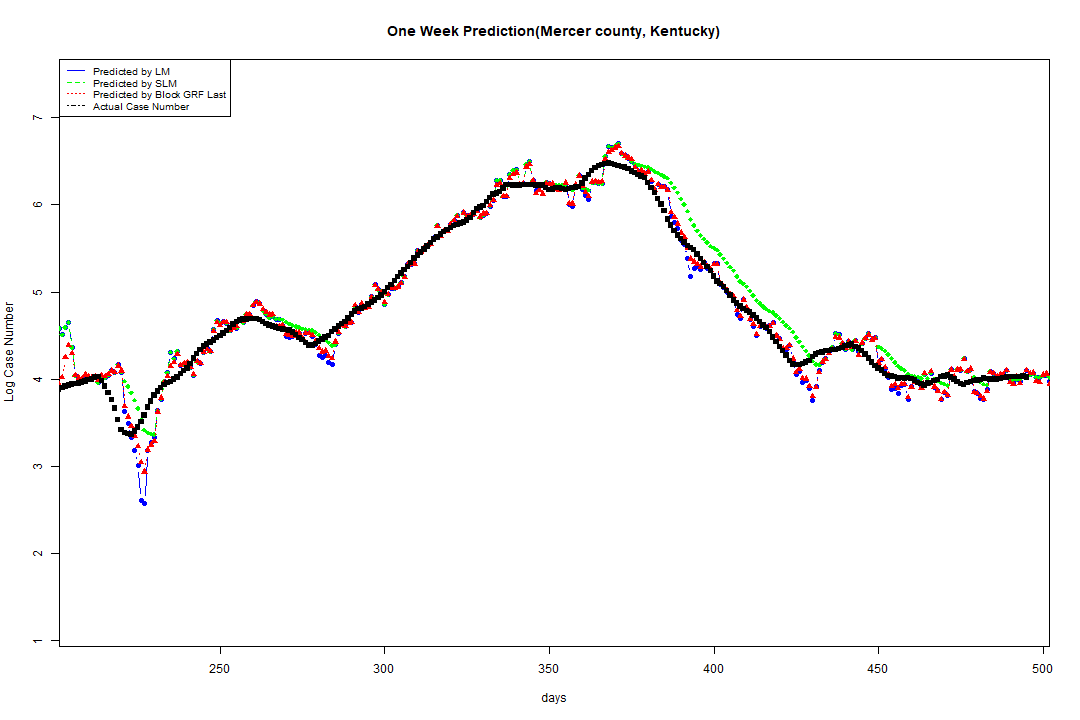 One Week Prediction(Mercer county, Kentucky)
Predicted by LM
Predicted by SLM
Predicted by Block GRF Last
Actual Case Number
7
6
5
4
3
2
1
Log Case Number
250 300 350 400 450 500
days